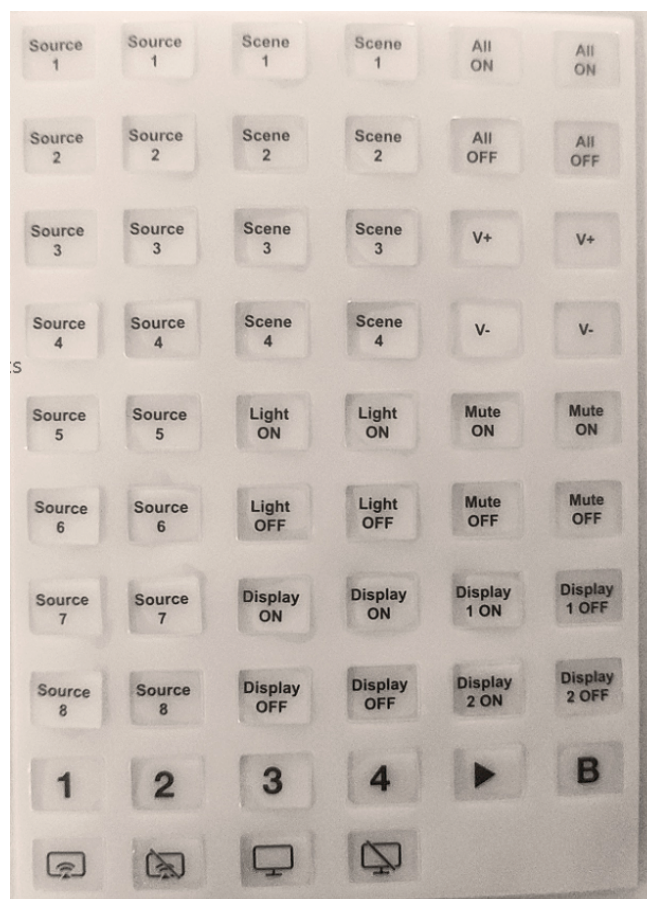 Source Source Scene Scene All All
1 1 1 1 ON ON
Source Source Scene Scene All All
2 2 2 2 OFF OFF
Source Source Scene Scene V+ V+
3 3 3 3
Source Source Scene Scene V- V-
4 4 4 4
:s
Source Source Light Light Mute Mute
5 5 ON ON ON ON
Source Source Light Light Mute Mute
6 6 OFF OFF OFF OFF
Source Source Display Display Display Display
7 7 ON ON 1 ON 1 OFF
Source Source Display Display Display Display
8 8 OFF OFF 2 ON 2 OFF
1 2 3 4 B